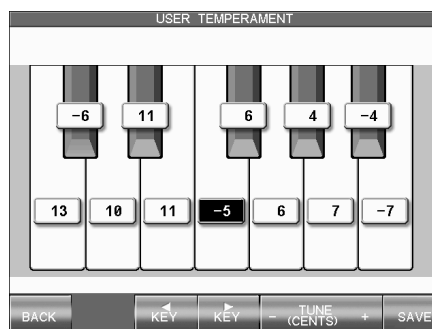 USER TEMPERAMENT
-6 11 6 4 -4
13 10 11 -5 6 7 -7
BACK KEY KEY - TUNE (CENTS) + SAVE